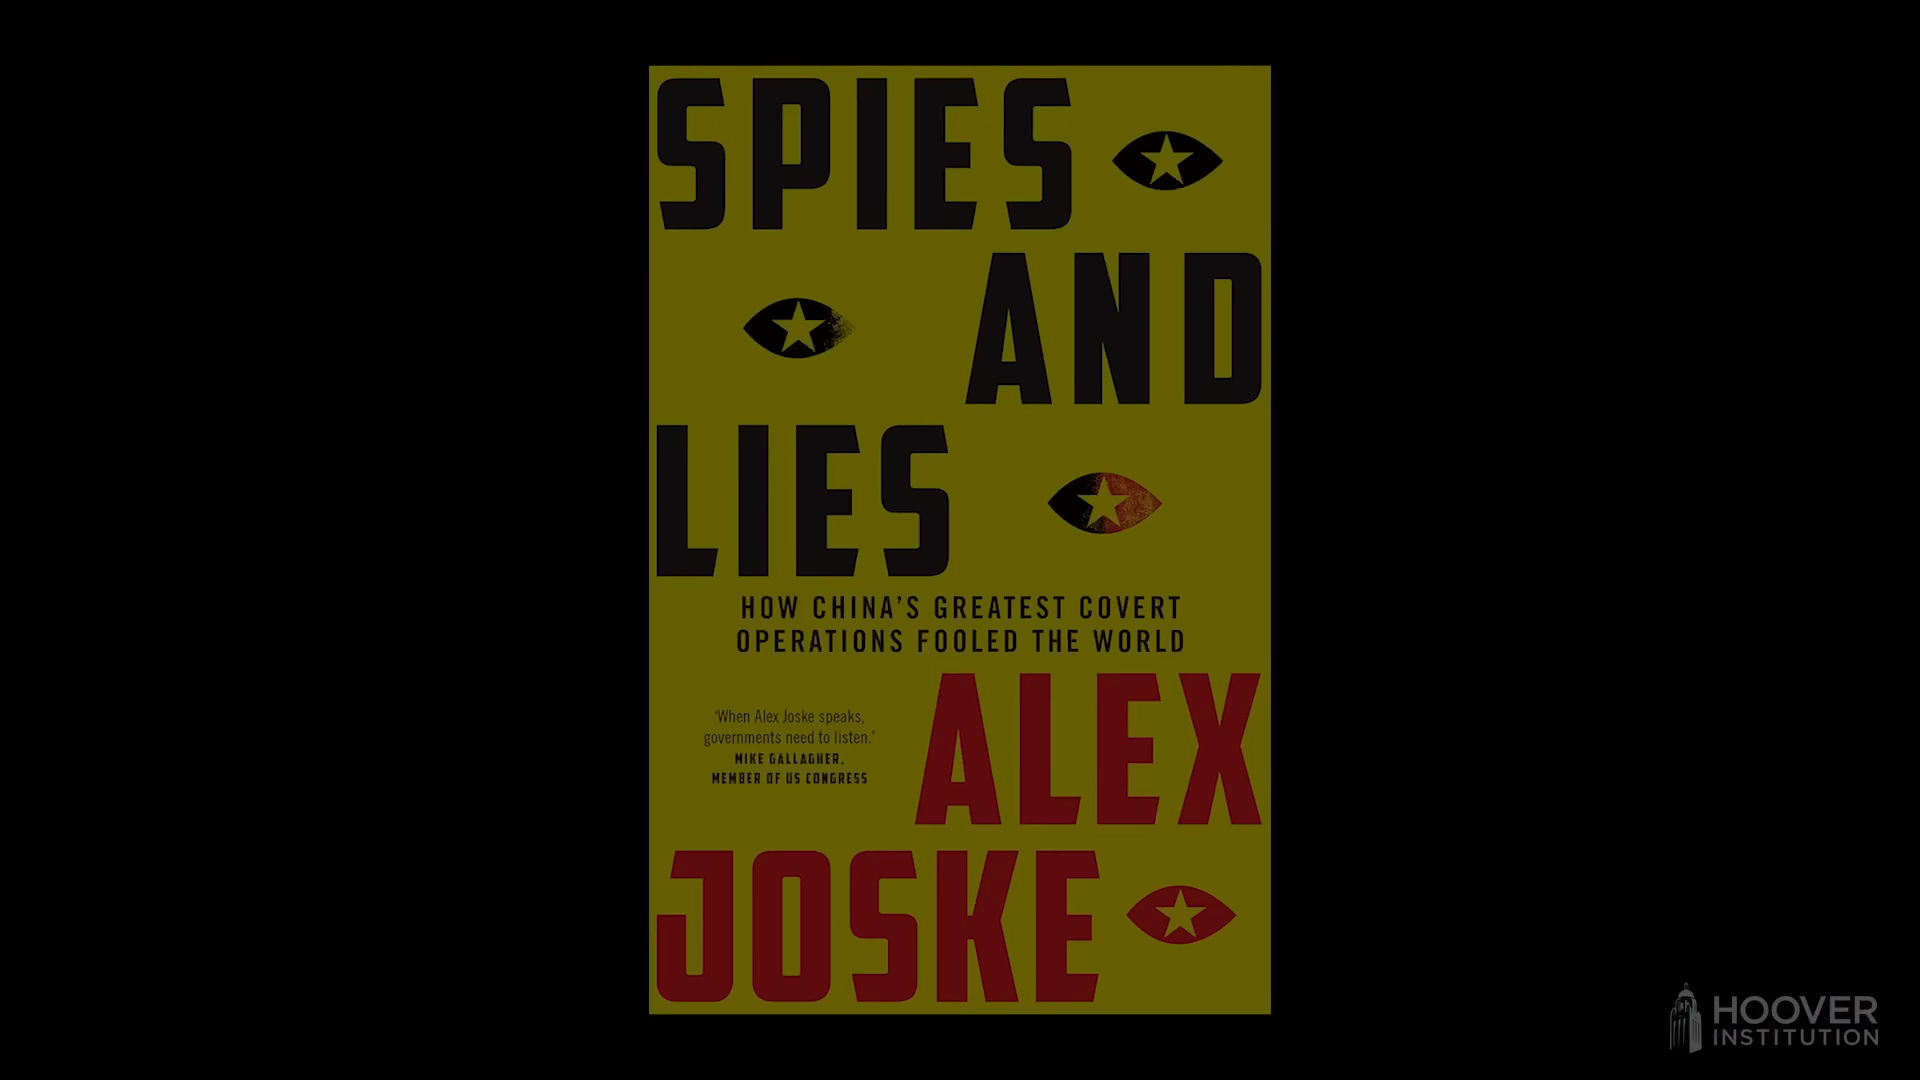 SPIES
AND
LIES
HOW CHINA'S GREATEST COVERT
OPERATIONS FOOLED THE WORLD
'When Alex Joske speaks,
governments need to listen.'
MIKE GALLAGHER,
MEMBER OF US CONGRESS
ALEX
JOSKE
HOOVER
INSTITUTION